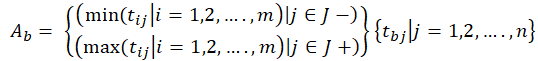 A_b = {(min(t_ij|i = 1,2, ... . , m)|j ∈ J −)
(max(t_ij|i = 1,2, ... . , m)|j ∈ J +)} {t_bj|j = 1,2, ... . , n}